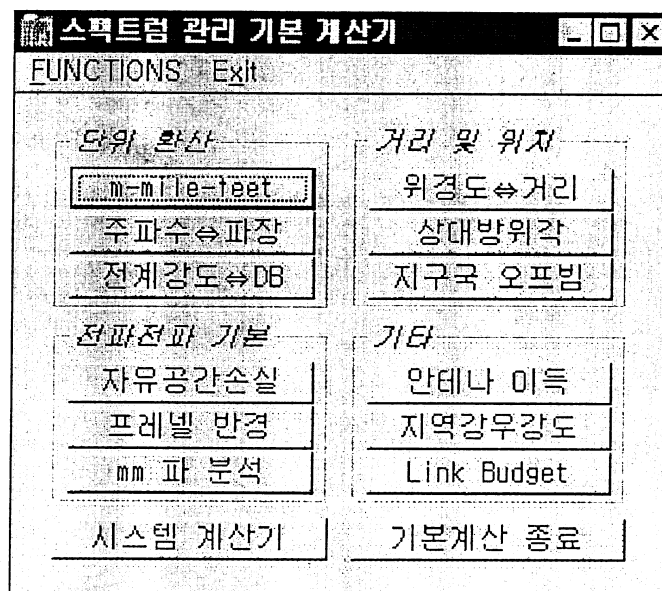 스펙트럼 관리 기본 계산기
FUNCTIONS Exit
단위 환산
m-mile-feet
주파수⇔파장
전계강도⇔DB
거리 및 위치
위경도⇔거리
상대방위각
지구국 오프빔
전파전파 기본
자유공간손실
프레넬 반경
mm 파 분석
기타
안테나 이득
지역강우강도
Link Budget
시스템 계산기
기본계산 종료